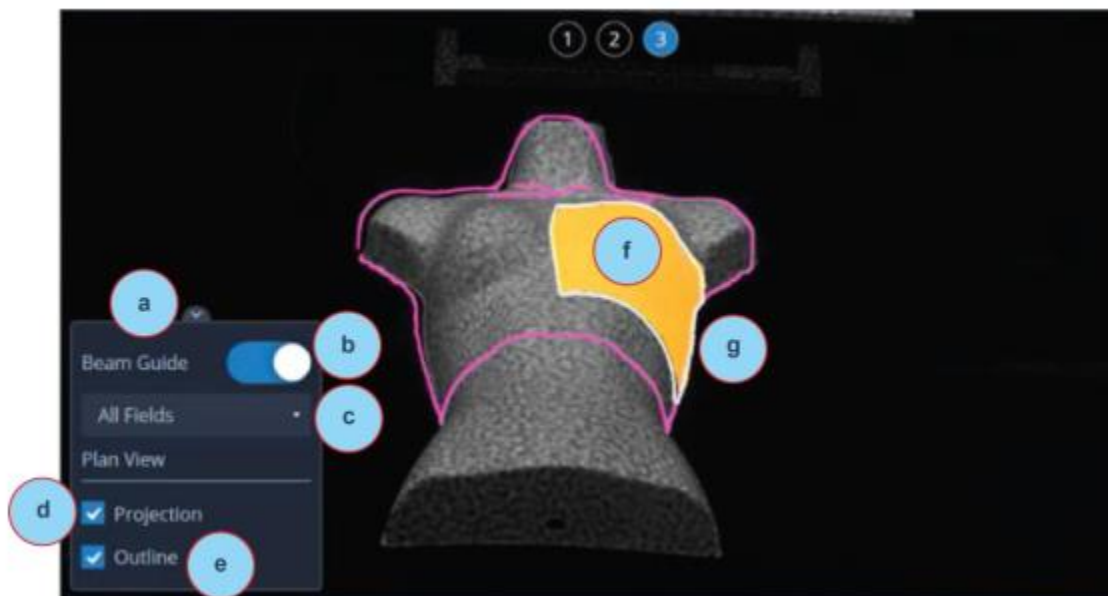 1 2 3
f
a
b
g
Beam Guide
All Fields
c
Plan View
d
Projection
Outline
e